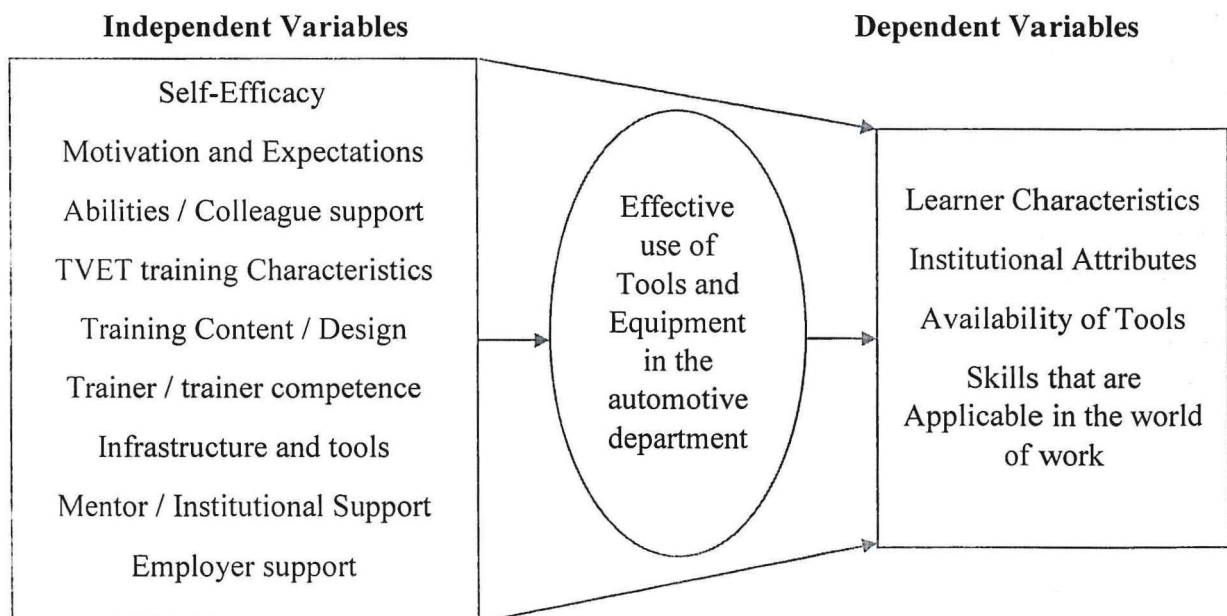 Independent Variables
Dependent Variables
Self-Efficacy
Motivation and Expectations
Abilities / Colleague support
TVET training Characteristics
Training Content / Design
Trainer / trainer competence
Infrastructure and tools
Mentor / Institutional Support
Employer support
Effective
use of
Tools and
Equipment
in the
automotive
department
Learner Characteristics
Institutional Attributes
Availability of Tools
Skills that are
Applicable in the world
of work